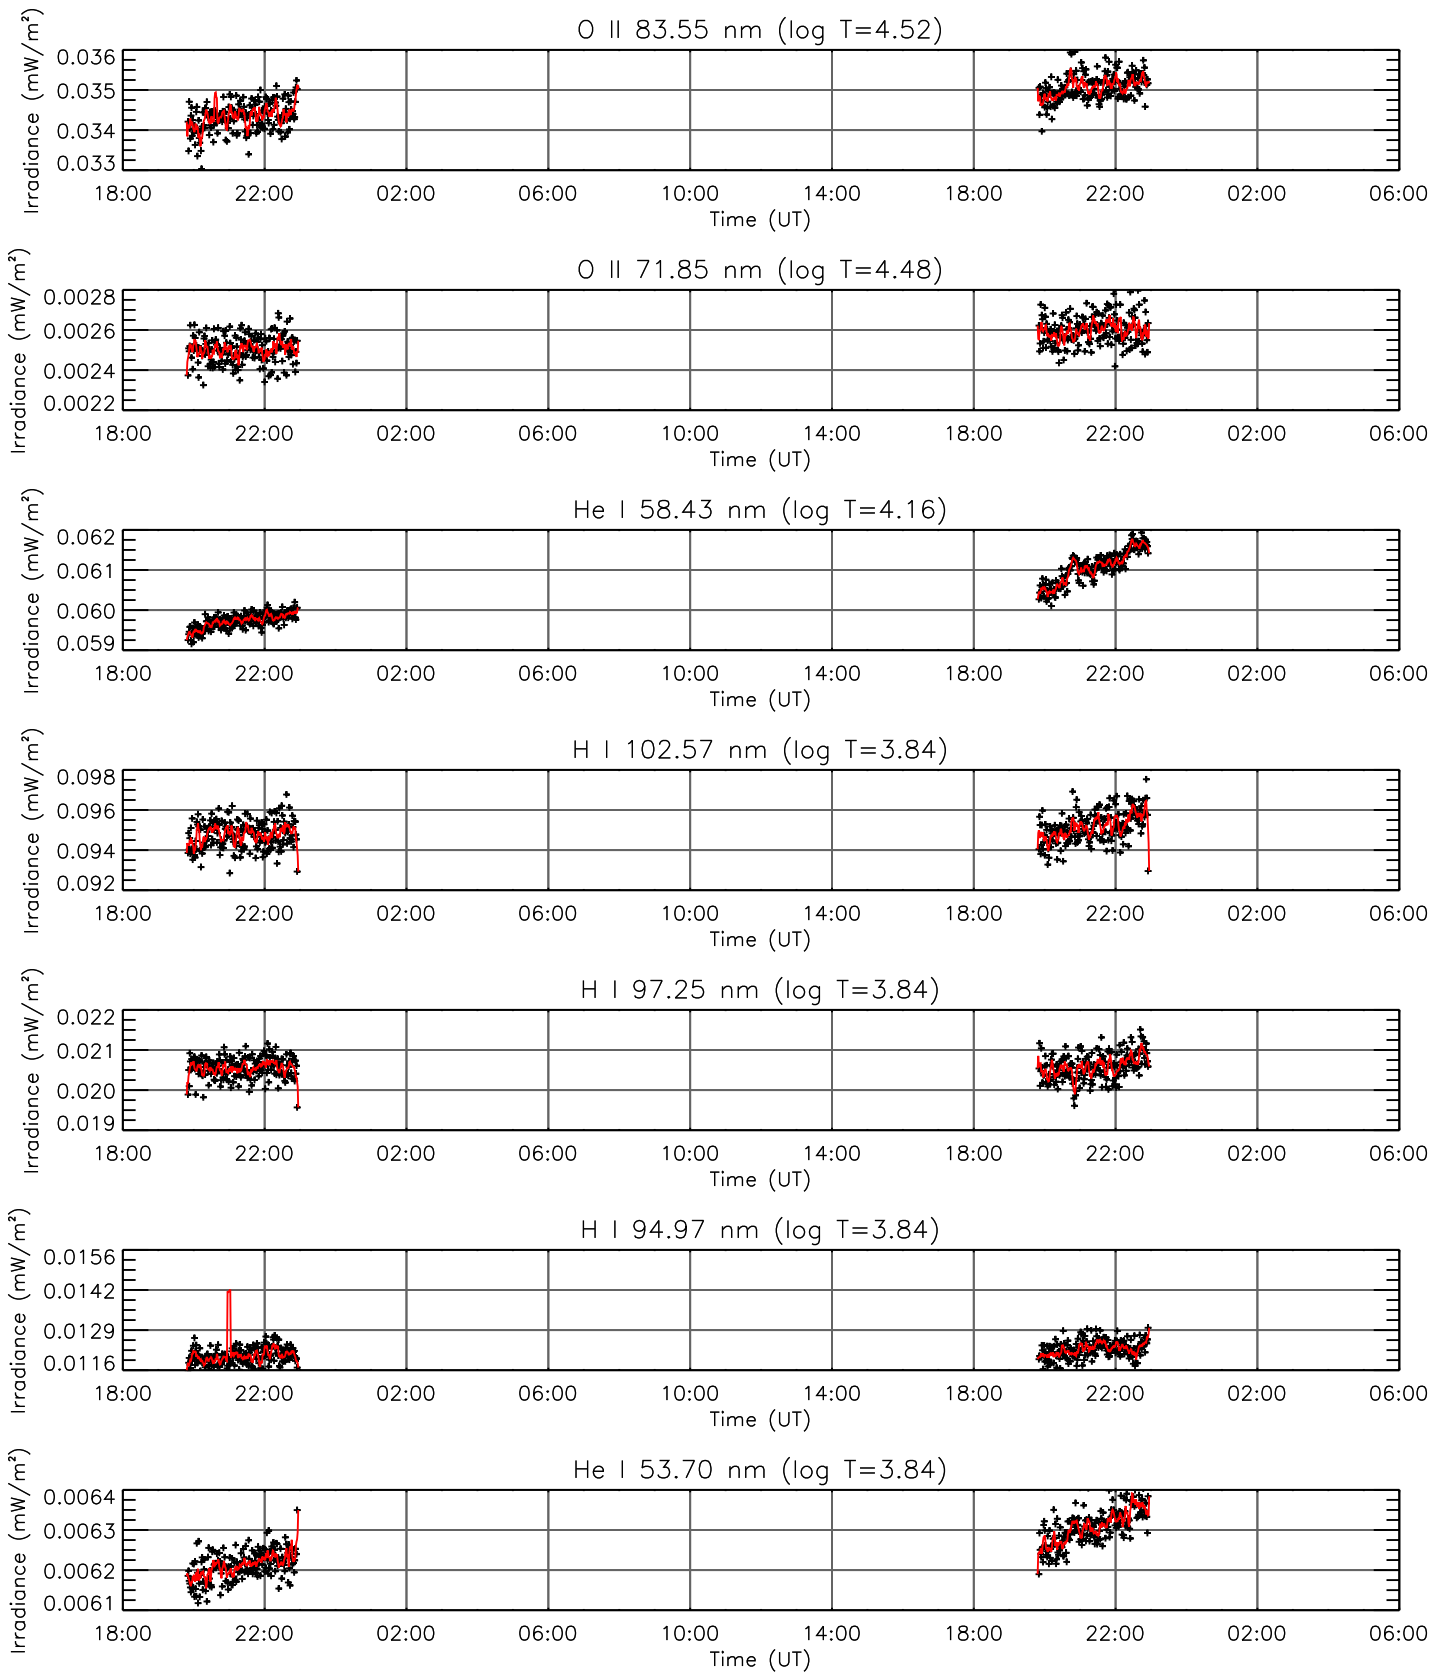 O II 83.55 nm (log T=4.52)
Irradiance (mW/m²)
0.036
0.035
0.034
0.033
18:00 22:00 02:00 06:00 10:00 14:00 18:00 22:00 02:00 06:00
Time (UT)
O II 71.85 nm (log T=4.48)
Irradiance (mW/m²)
0.0028
0.0026
0.0024
0.0022
18:00 22:00 02:00 06:00 10:00 14:00 18:00 22:00 02:00 06:00
Time (UT)
He I 58.43 nm (log T=4.16)
Irradiance (mW/m²)
0.062
0.061
0.060
0.059
18:00 22:00 02:00 06:00 10:00 14:00 18:00 22:00 02:00 06:00
Time (UT)
H I 102.57 nm (log T=3.84)
Irradiance (mW/m²)
0.098
0.096
0.094
0.092
18:00 22:00 02:00 06:00 10:00 14:00 18:00 22:00 02:00 06:00
Time (UT)
H I 97.25 nm (log T=3.84)
Irradiance (mW/m²)
0.022
0.021
0.020
0.019
18:00 22:00 02:00 06:00 10:00 14:00 18:00 22:00 02:00 06:00
Time (UT)
H I 94.97 nm (log T=3.84)
Irradiance (mW/m²)
0.0156
0.0142
0.0129
0.0116
18:00 22:00 02:00 06:00 10:00 14:00 18:00 22:00 02:00 06:00
Time (UT)
He I 53.70 nm (log T=3.84)
Irradiance (mW/m²)
0.0064
0.0063
0.0062
0.0061
18:00 22:00 02:00 06:00 10:00 14:00 18:00 22:00 02:00 06:00
Time (UT)